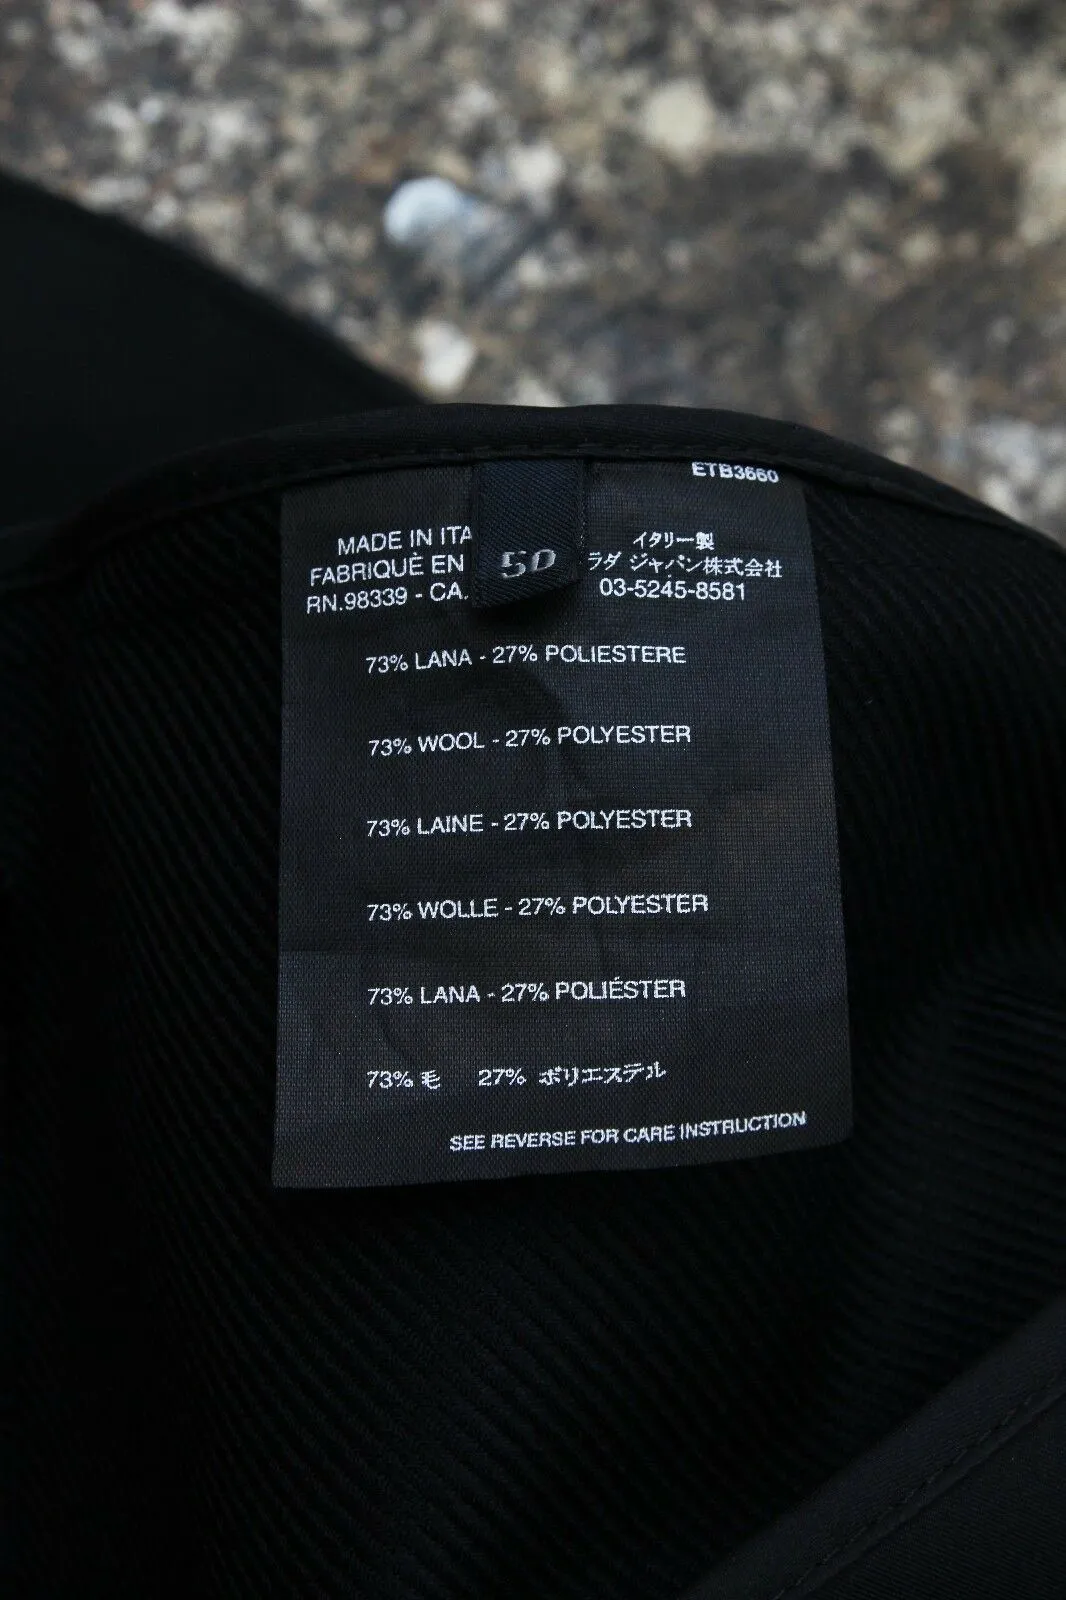 ETB3660
MADE IN ITA
FABRIQUÉ EN
RN.98339 - CA.
50
イタリー製
ラダ ジャパン株式会社
03-5245-8581
73% LANA - 27% POLIESTERE
73% WOOL - 27% POLYESTER
73% LAINE - 27% POLYESTER
73% WOLLE - 27% POLYESTER
73% LANA - 27% POLIÉSTER
73% 毛 27% ポリエステル
SEE REVERSE FOR CARE INSTRUCTION